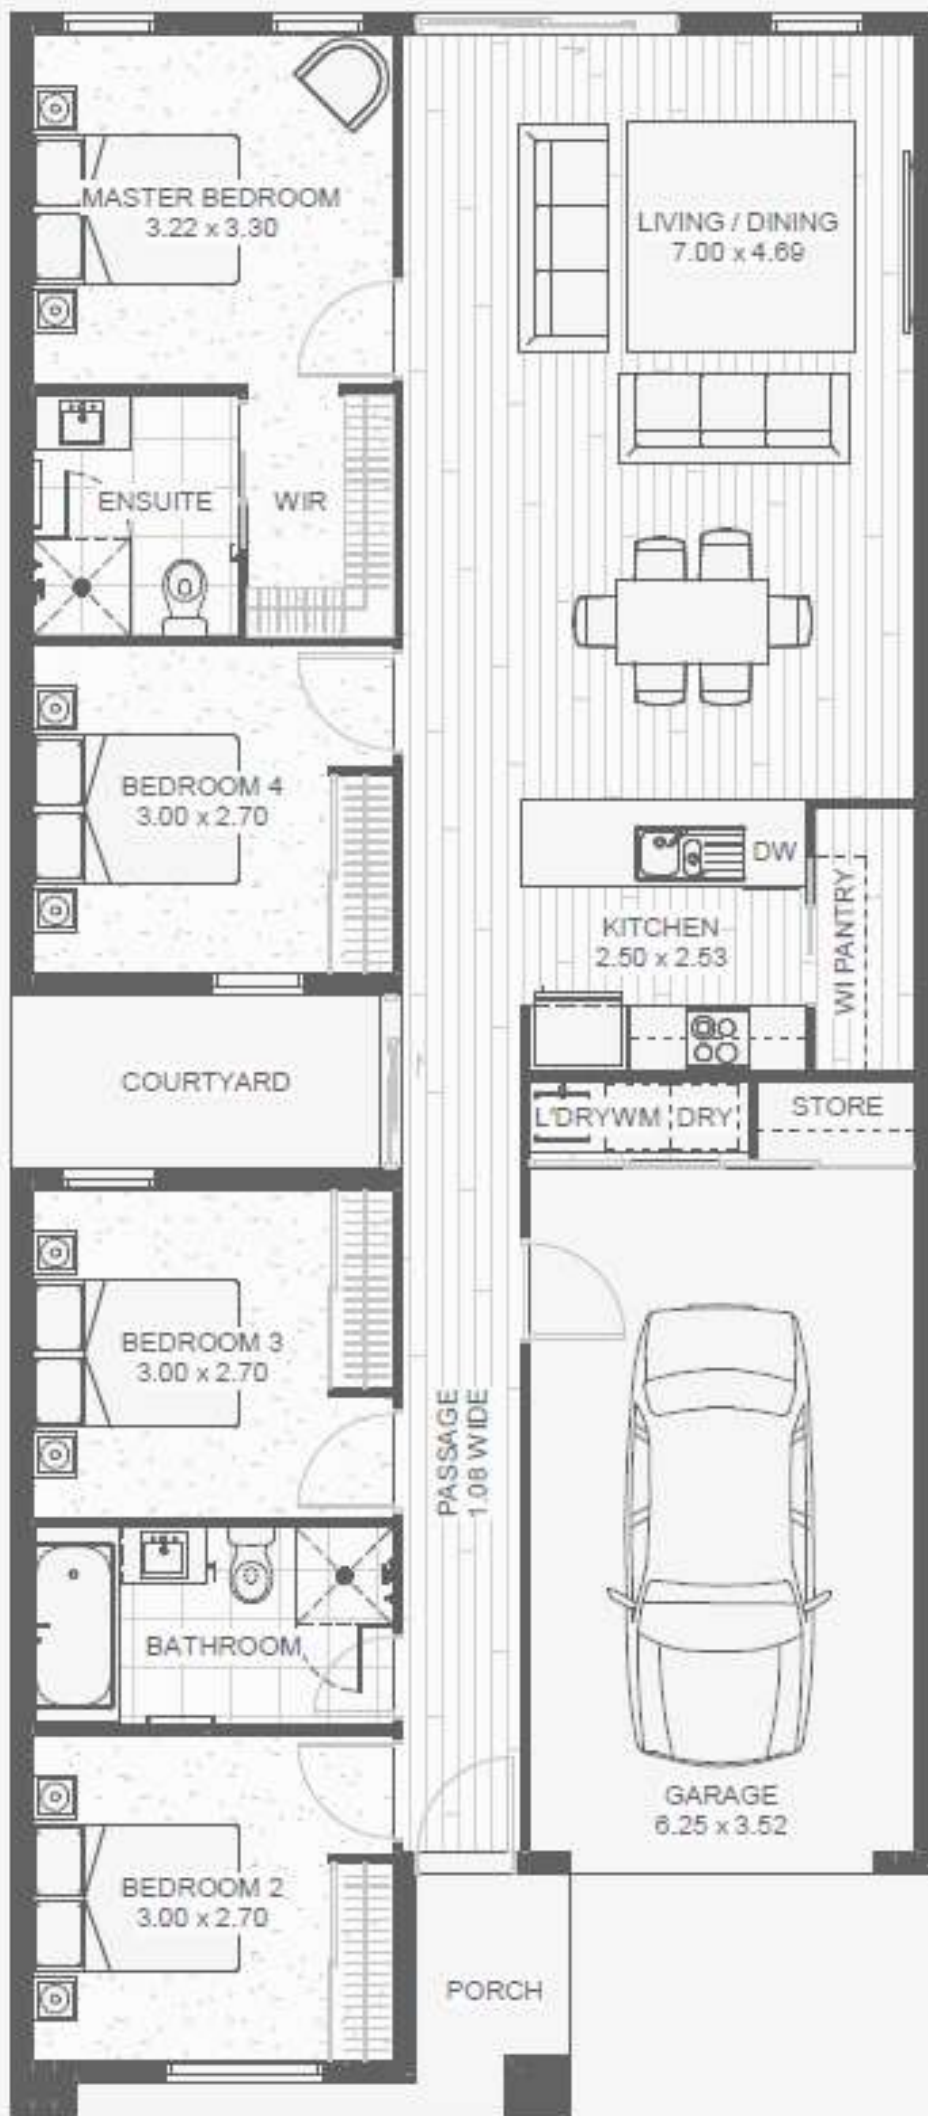 MASTER BEDROOM
3.22 x 3.30
LIVING / DINING
7.00 x 4.69
ENSUITE
WIR
BEDROOM 4
3.00 x 2.70
DW
KITCHEN
2.50 x 2.53
WI PANTRY
COURTYARD
L'DRY
WM
DRY
STORE
BEDROOM 3
3.00 x 2.70
PASSAGE
1.08 WIDE
BATHROOM
GARAGE
6.25 x 3.52
BEDROOM 2
3.00 x 2.70
PORCH